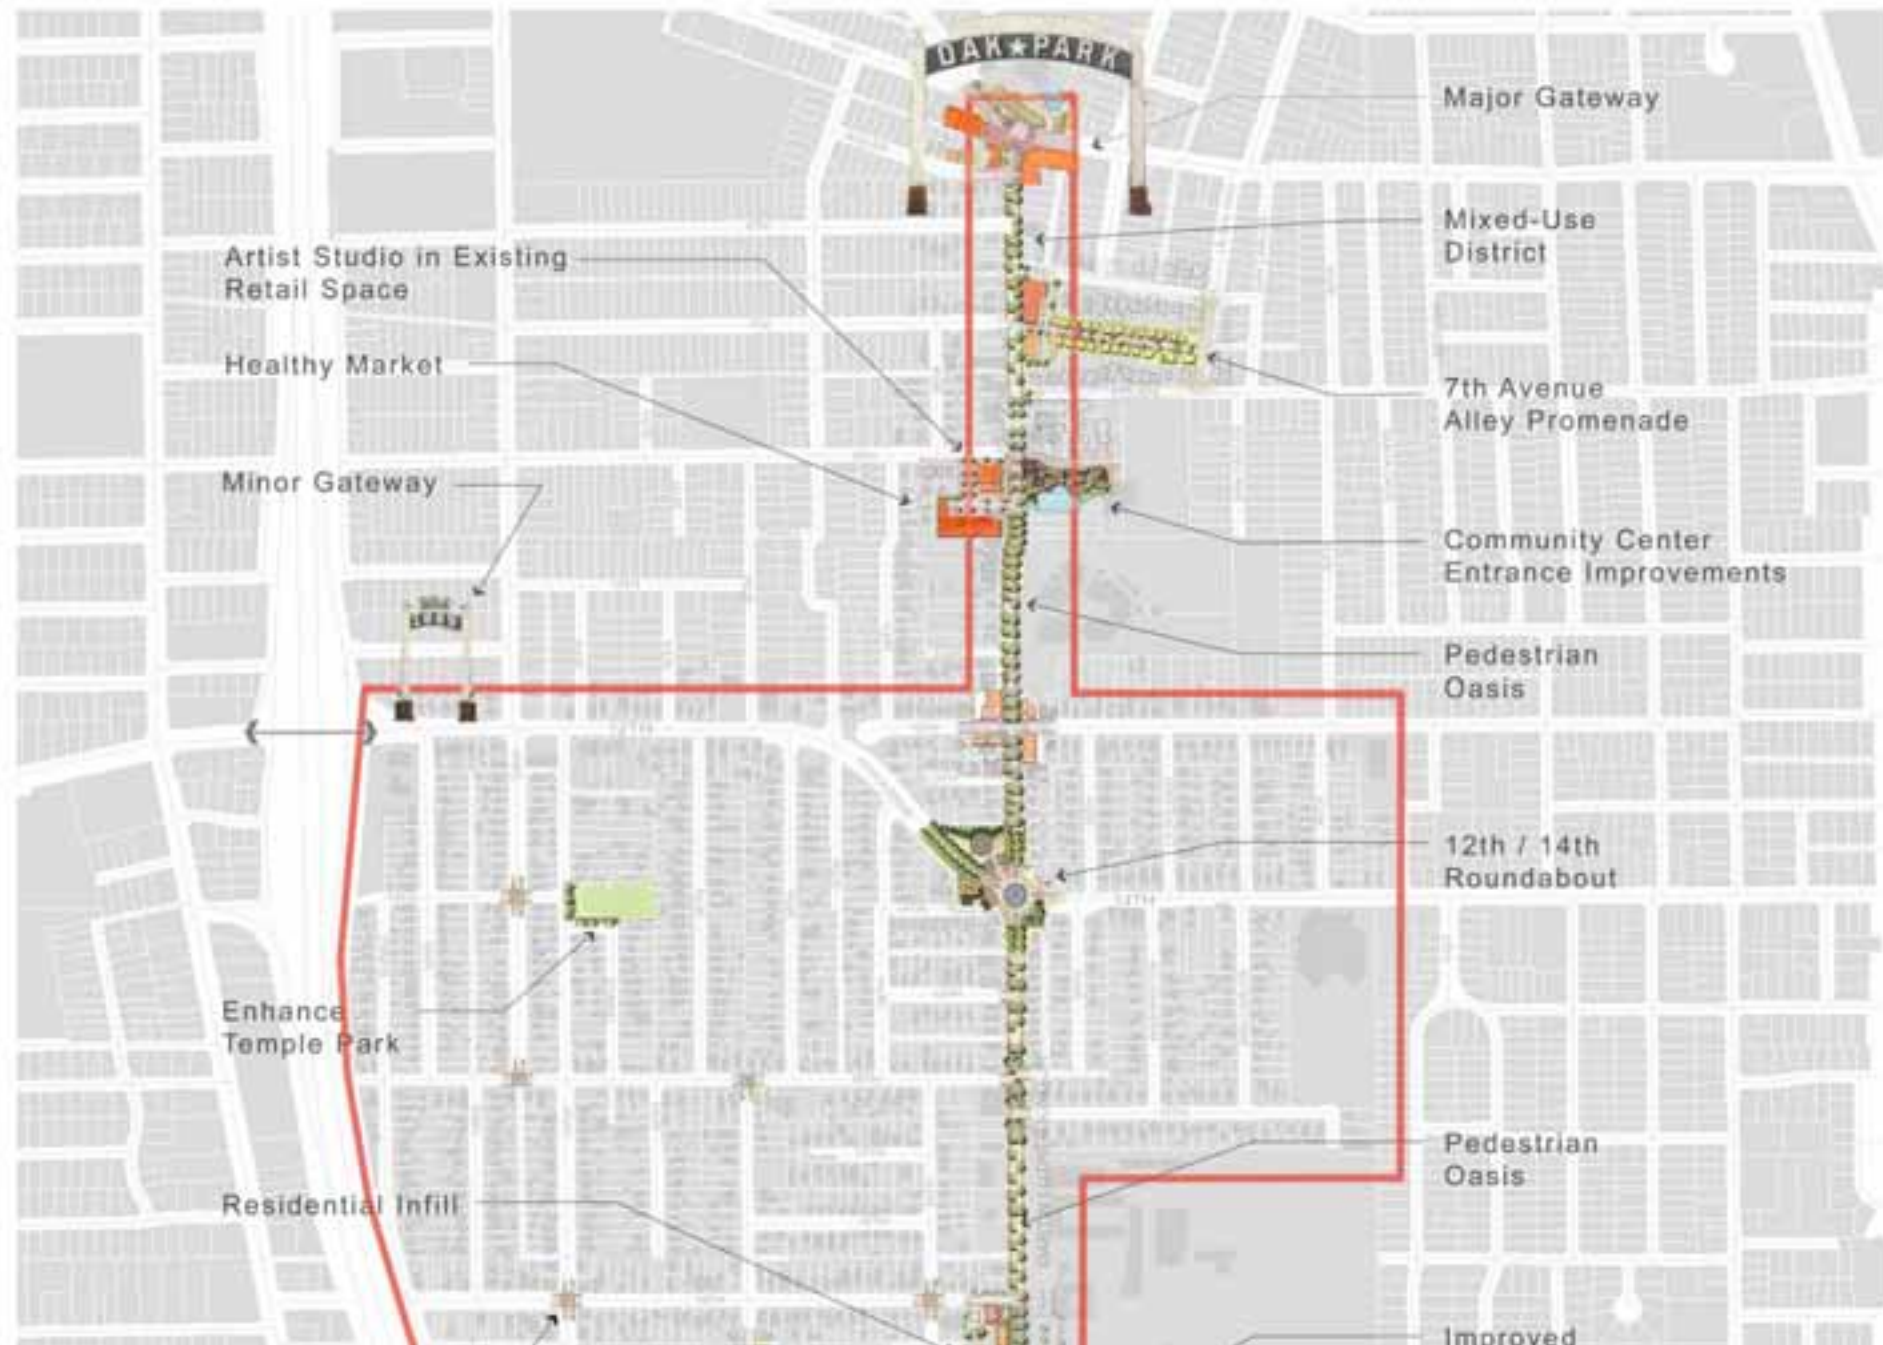 OAK★PARK
Major Gateway
Mixed-Use
District
Artist Studio in Existing
Retail Space
Healthy Market
7th Avenue
Alley Promenade
Minor Gateway
Community Center
Entrance Improvements
Pedestrian
Oasis
12th / 14th
Roundabout
Enhance
Temple Park
Pedestrian
Oasis
Residential Infill
Improved